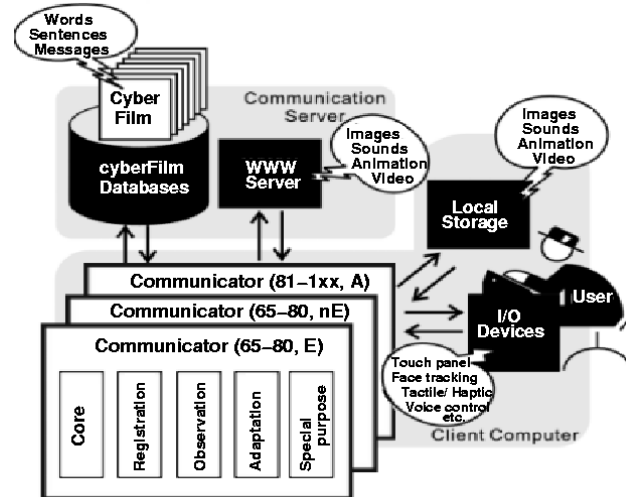 Words
Sentences
Messages
Cyber
Film
cyberFilm
Databases
Communication
Server
WWW
Server
Images
Sounds
Animation
Video
Images
Sounds
Animation
Video
Local
Storage
Communicator (81–1xx, A)
Communicator (65–80, nE)
Communicator (65–80, E)
Core
Registration
Observation
Adaptation
Special
purpose
I/O
Devices
User
Touch panel
Face tracking
Tactile/ Haptic
Voice control
etc.
Client Computer